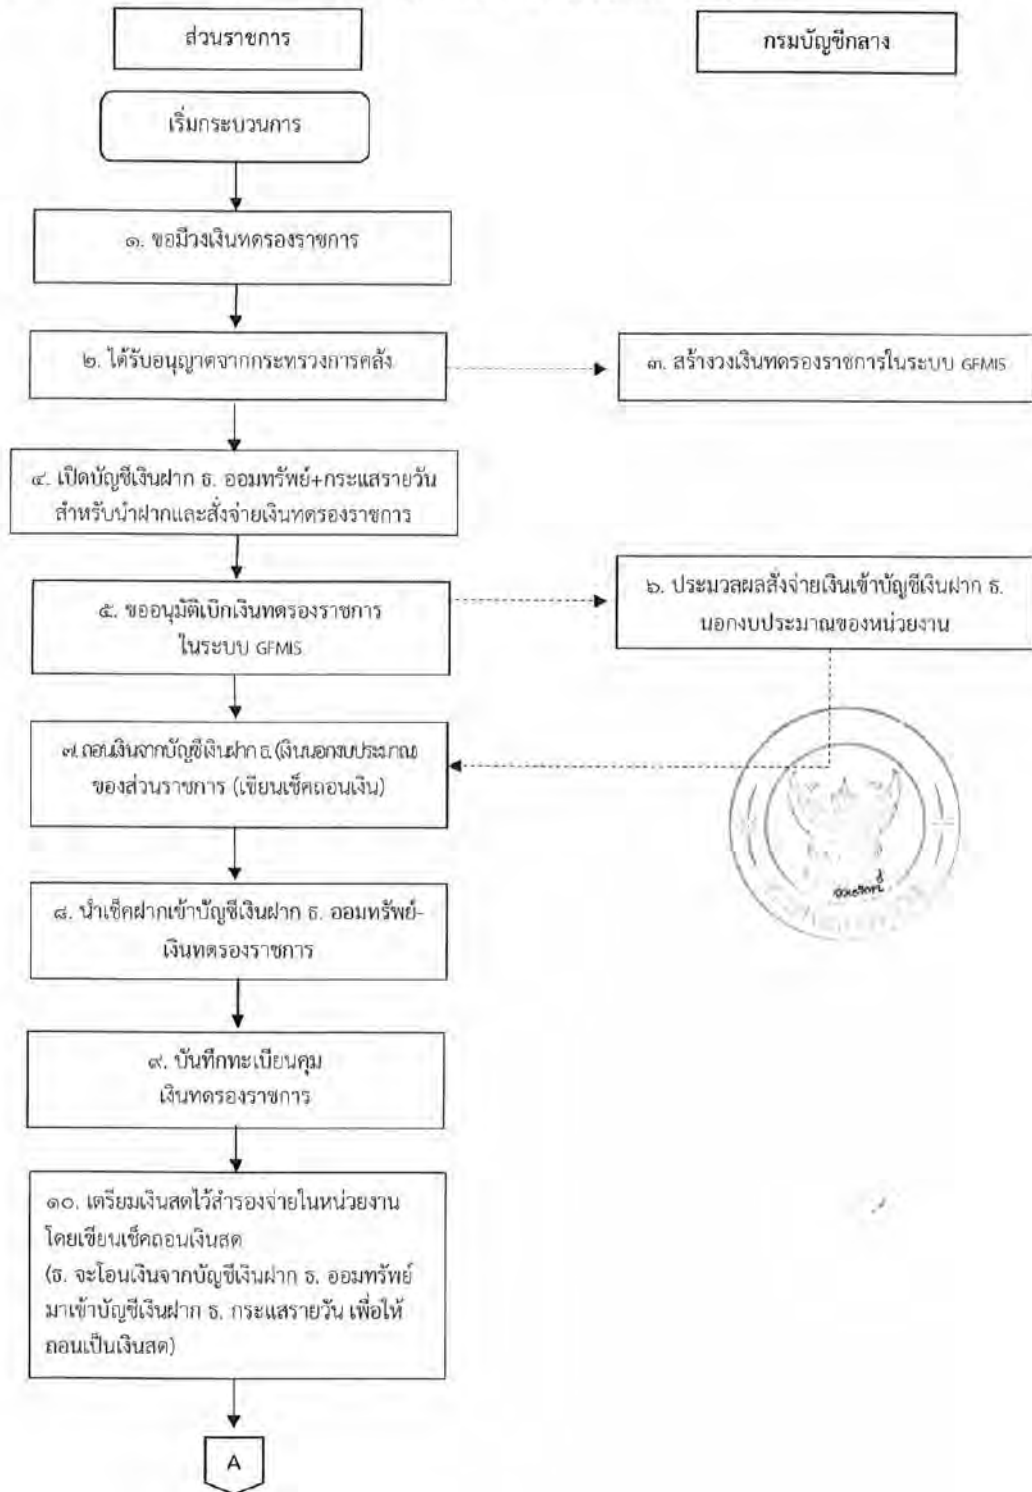 ส่วนราชการ
กรมบัญชีกลาง
เริ่มกระบวนการ
๑. ขอมีวงเงินทดรองราชการ
๒. ได้รับอนุญาตจากกระทรวงการคลัง
๓. สร้างวงเงินทดรองราชการในระบบ GFMIS
๔. เปิดบัญชีเงินฝาก ธ. ออมทรัพย์+กระแสรายวัน
สำหรับนำฝากและสั่งจ่ายเงินทดรองราชการ
๕. ขออนุมัติเบิกเงินทดรองราชการ
ในระบบ GFMIS
๖. ประมวลผลสั่งจ่ายเงินเข้าบัญชีเงินฝาก ธ.
นอกงบประมาณของหน่วยงาน
๗. ถอนเงินจากบัญชีเงินฝาก ธ. (เงินนอกงบประมาณ)
ของส่วนราชการ (เขียนเช็คถอนเงิน)
๘. นำเช็คฝากเข้าบัญชีเงินฝาก ธ. ออมทรัพย์-
เงินทดรองราชการ
๙. บันทึกทะเบียนคุม
เงินทดรองราชการ
๑๐. เตรียมเงินสดไว้สำรองจ่ายในหน่วยงาน
โดยเขียนเช็คถอนเงินสด
(ธ. จะโอนเงินจากบัญชีเงินฝาก ธ. ออมทรัพย์
มาเข้าบัญชีเงินฝาก ธ. กระแสรายวัน เพื่อให้
ถอนเป็นเงินสด)
A